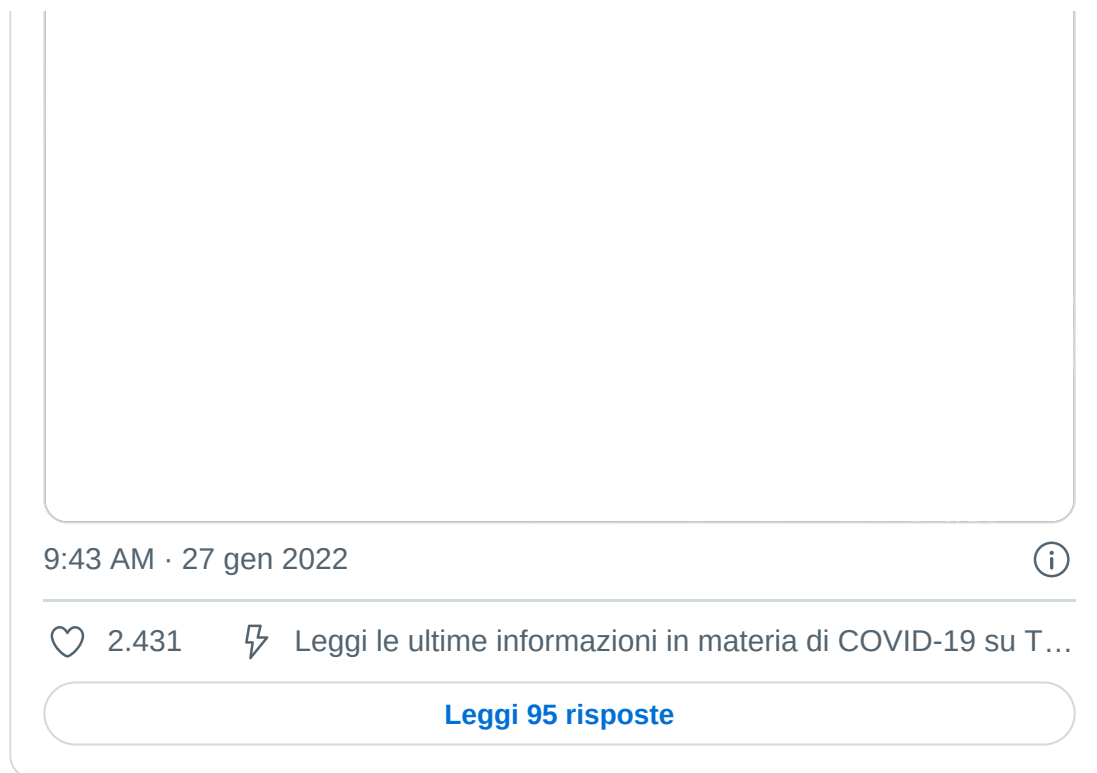 9:43 AM · 27 gen 2022
2.431 Leggi le ultime informazioni in materia di COVID-19 su T…
Leggi 95 risposte